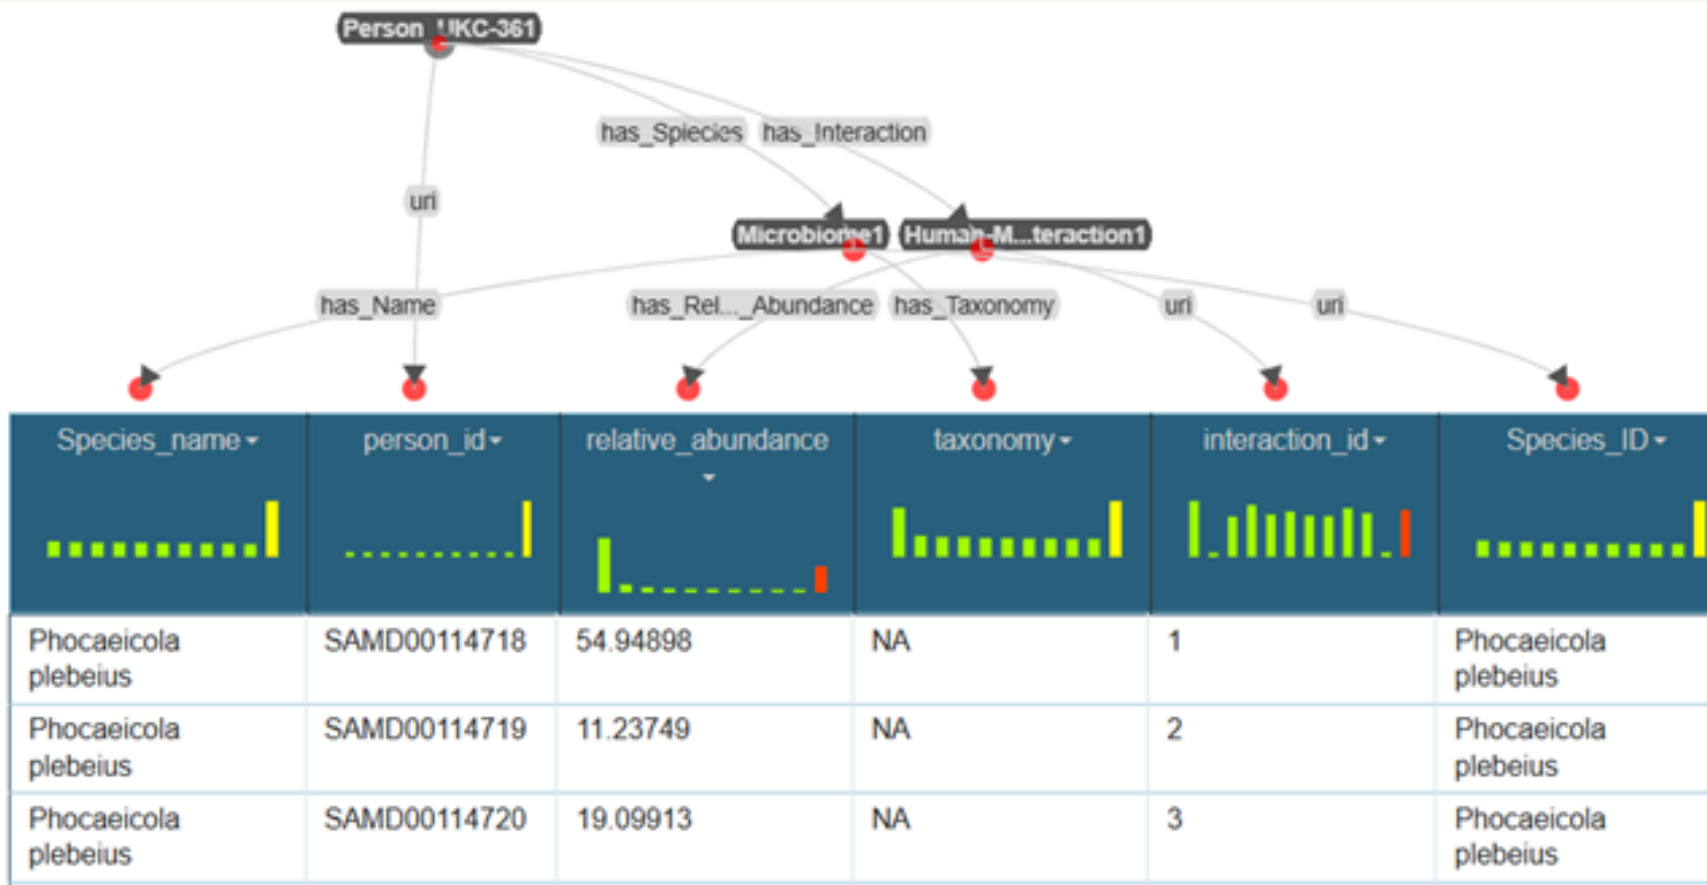 Person_UKC-361
has_Spiecies has_Interaction
uri
Microbiome1 Human-M...teraction1
has_Name has_Rel..._Abundance has_Taxonomy uri uri
Species_name person_id relative_abundance taxonomy interaction_id Species_ID
Phocaeicola SAMD00114718 54.94898 NA 1 Phocaeicola
plebeius plebeius
Phocaeicola SAMD00114719 11.23749 NA 2 Phocaeicola
plebeius plebeius
Phocaeicola SAMD00114720 19.09913 NA 3 Phocaeicola
plebeius plebeius